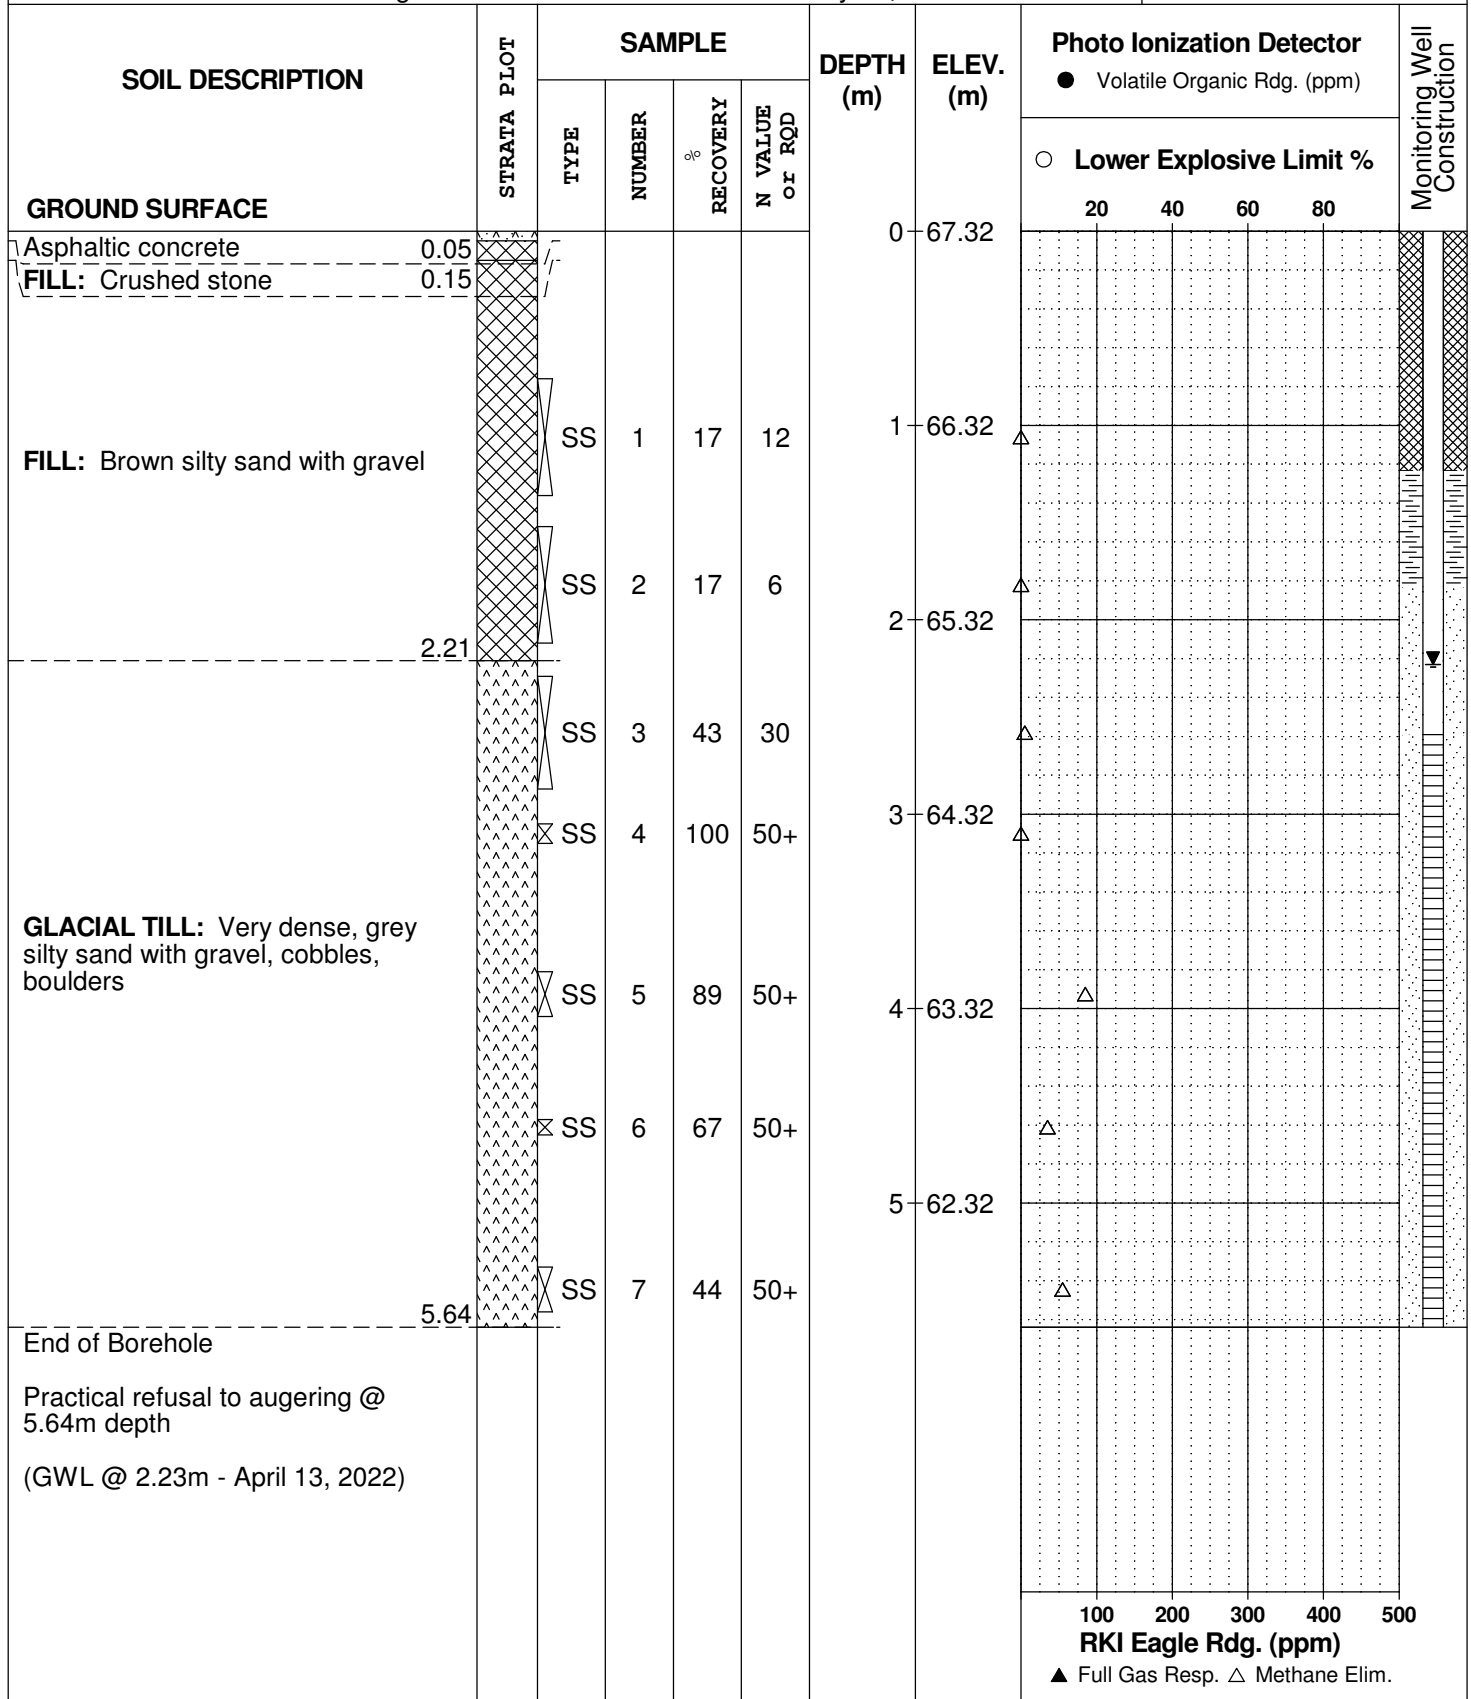 SOIL DESCRIPTION
GROUND SURFACE
STRATA PLOT
SAMPLE
TYPE
NUMBER
% RECOVERY
N VALUE or RQD
DEPTH (m)
ELEV. (m)
Photo Ionization Detector
● Volatile Organic Rdg. (ppm)
○ Lower Explosive Limit %
20 40 60 80
Monitoring Well Construction
0 67.32
Asphaltic concrete 0.05
FILL: Crushed stone 0.15
1 66.32
SS 1 17 12
FILL: Brown silty sand with gravel
SS 2 17 6
2 65.32
2.21
SS 3 43 30
3 64.32
SS 4 100 50+
GLACIAL TILL: Very dense, grey
silty sand with gravel, cobbles,
boulders
SS 5 89 50+
4 63.32
SS 6 67 50+
5 62.32
SS 7 44 50+
5.64
End of Borehole
Practical refusal to augering @
5.64m depth
(GWL @ 2.23m - April 13, 2022)
100 200 300 400 500
RKI Eagle Rdg. (ppm)
▲ Full Gas Resp. △ Methane Elim.